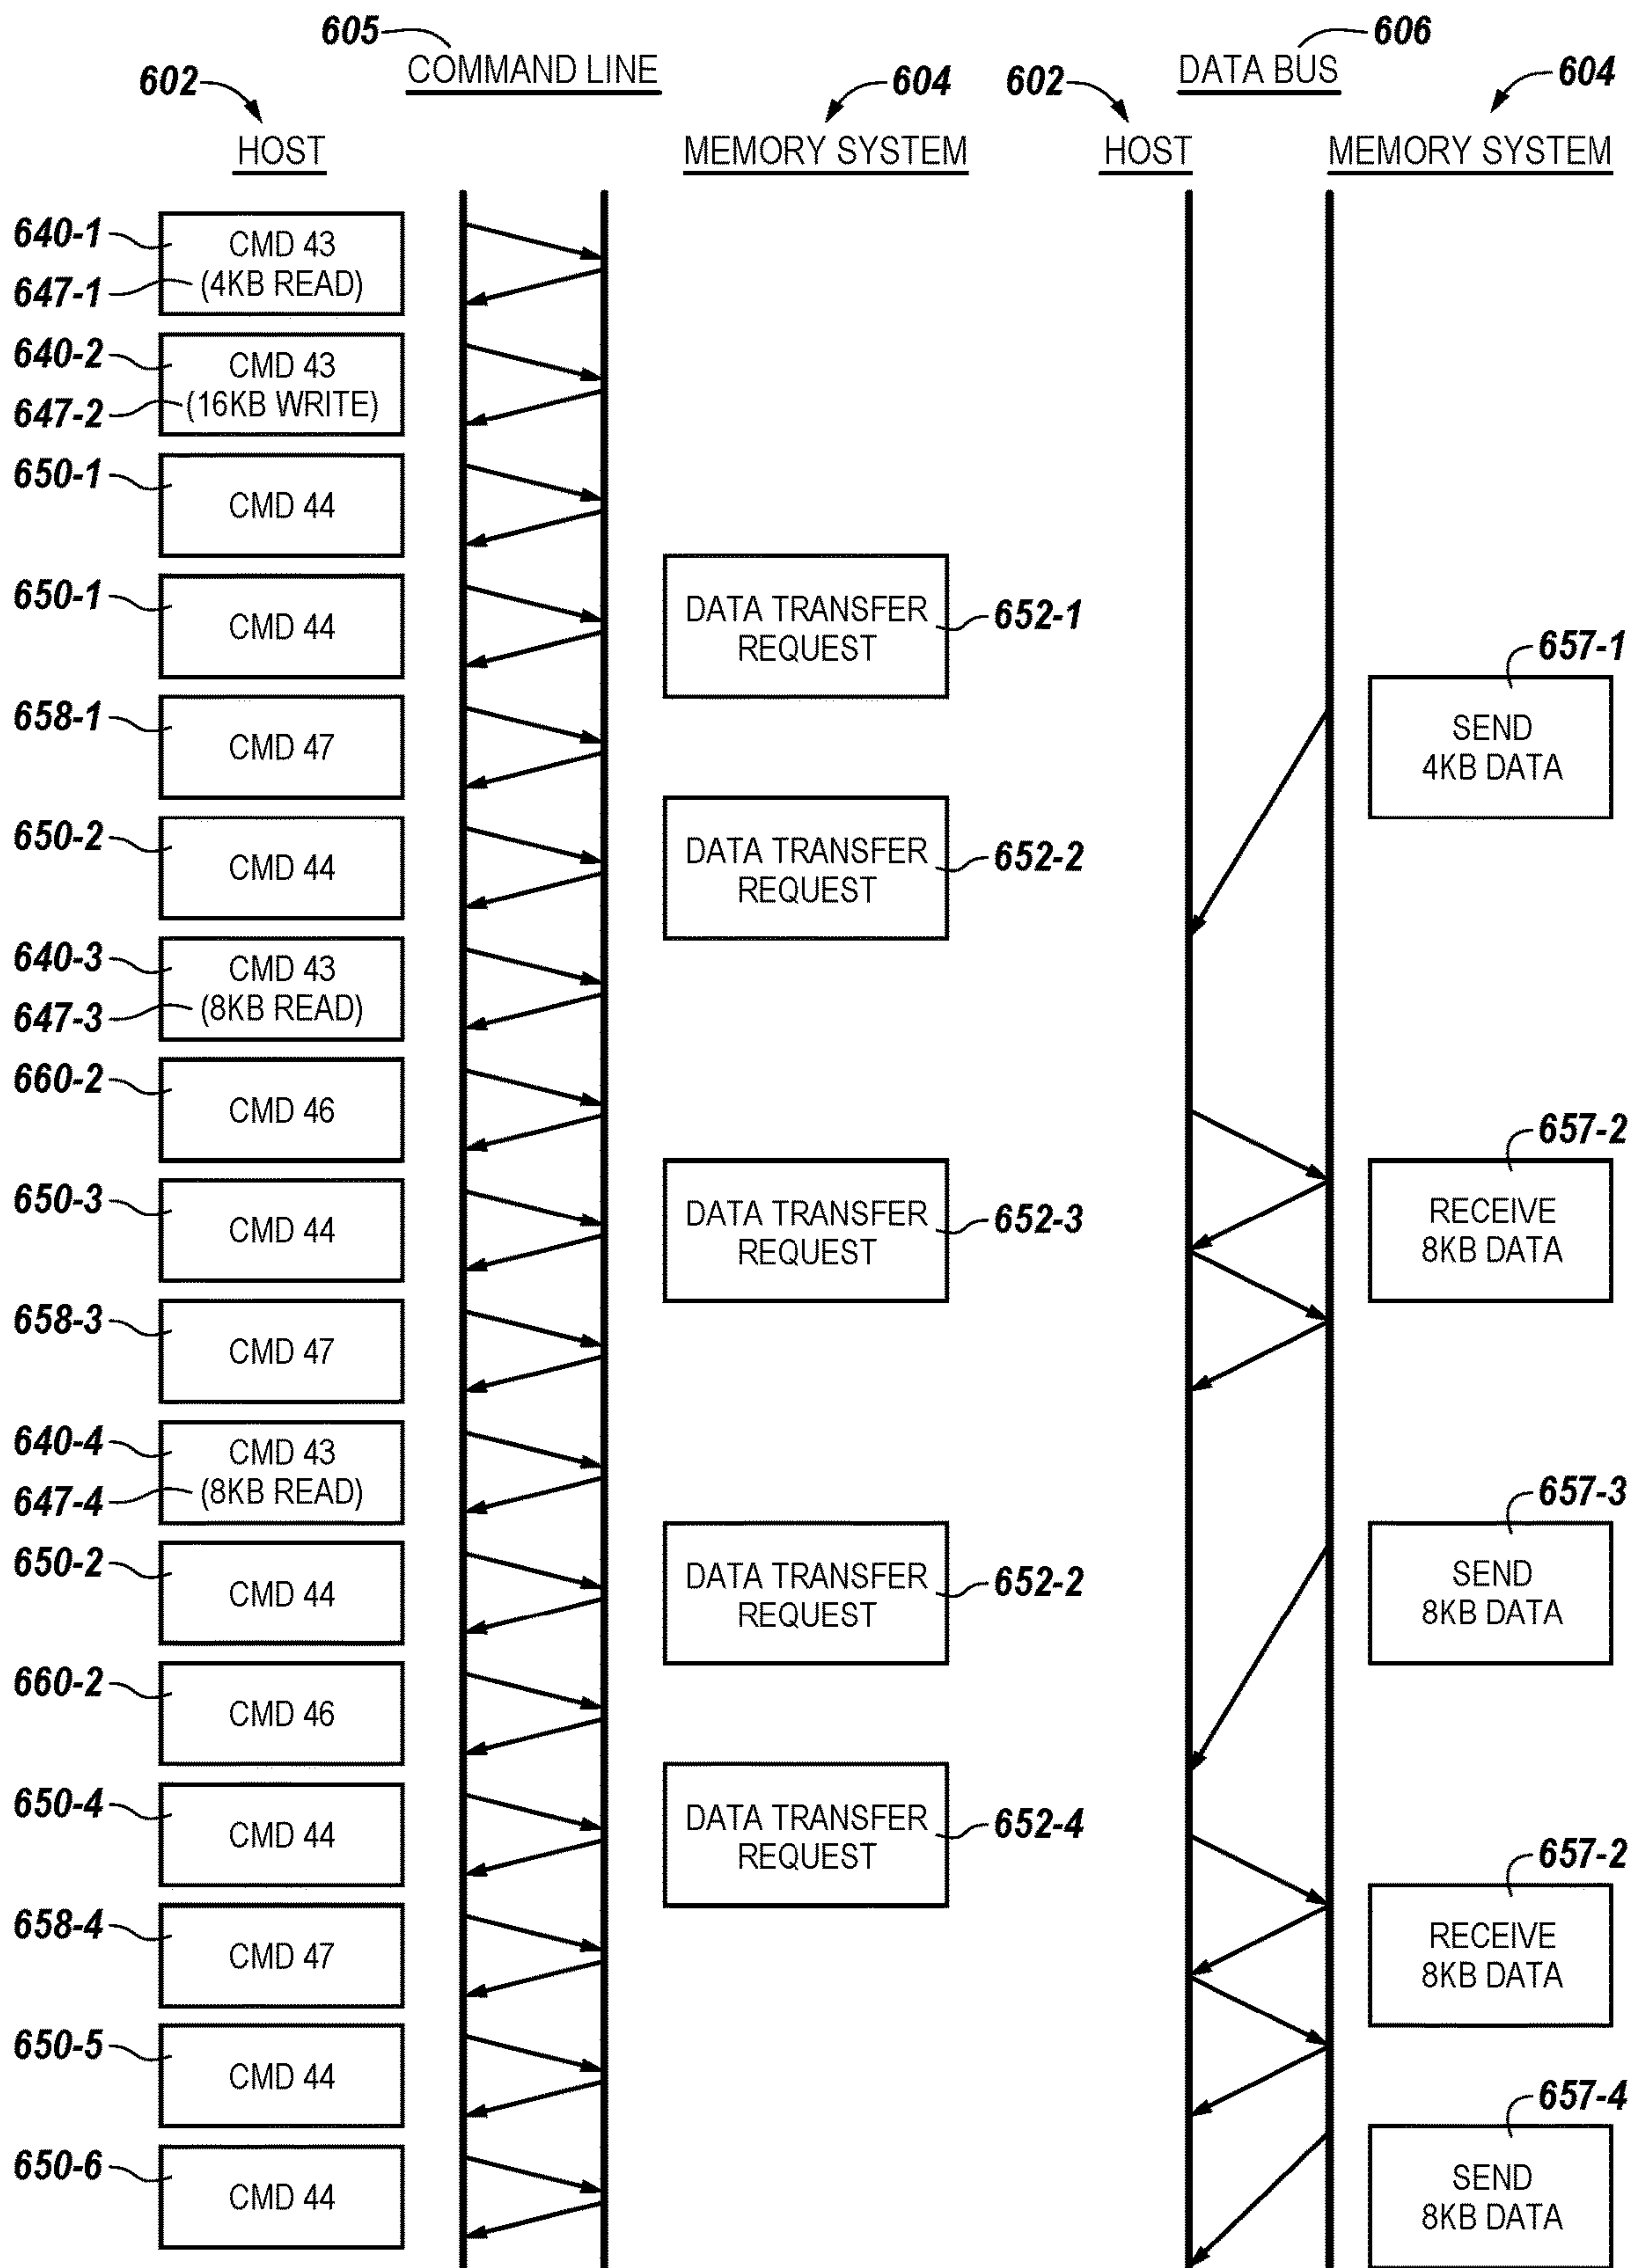 605
606
COMMAND LINE
DATA BUS
602
604
602
604
HOST
MEMORY SYSTEM
HOST
MEMORY SYSTEM
640-1
CMD 43
647-1
(4KB READ)
640-2
CMD 43
647-2
(16KB WRITE)
650-1
CMD 44
650-1
CMD 44
DATA TRANSFER
REQUEST
652-1
657-1
SEND
4KB DATA
658-1
CMD 47
650-2
CMD 44
DATA TRANSFER
REQUEST
652-2
640-3
CMD 43
647-3
(8KB READ)
660-2
CMD 46
657-2
RECEIVE
8KB DATA
650-3
CMD 44
DATA TRANSFER
REQUEST
652-3
658-3
CMD 47
640-4
CMD 43
647-4
(8KB READ)
657-3
SEND
8KB DATA
650-2
CMD 44
DATA TRANSFER
REQUEST
652-2
660-2
CMD 46
650-4
CMD 44
DATA TRANSFER
REQUEST
652-4
657-2
RECEIVE
8KB DATA
658-4
CMD 47
650-5
CMD 44
657-4
SEND
8KB DATA
650-6
CMD 44